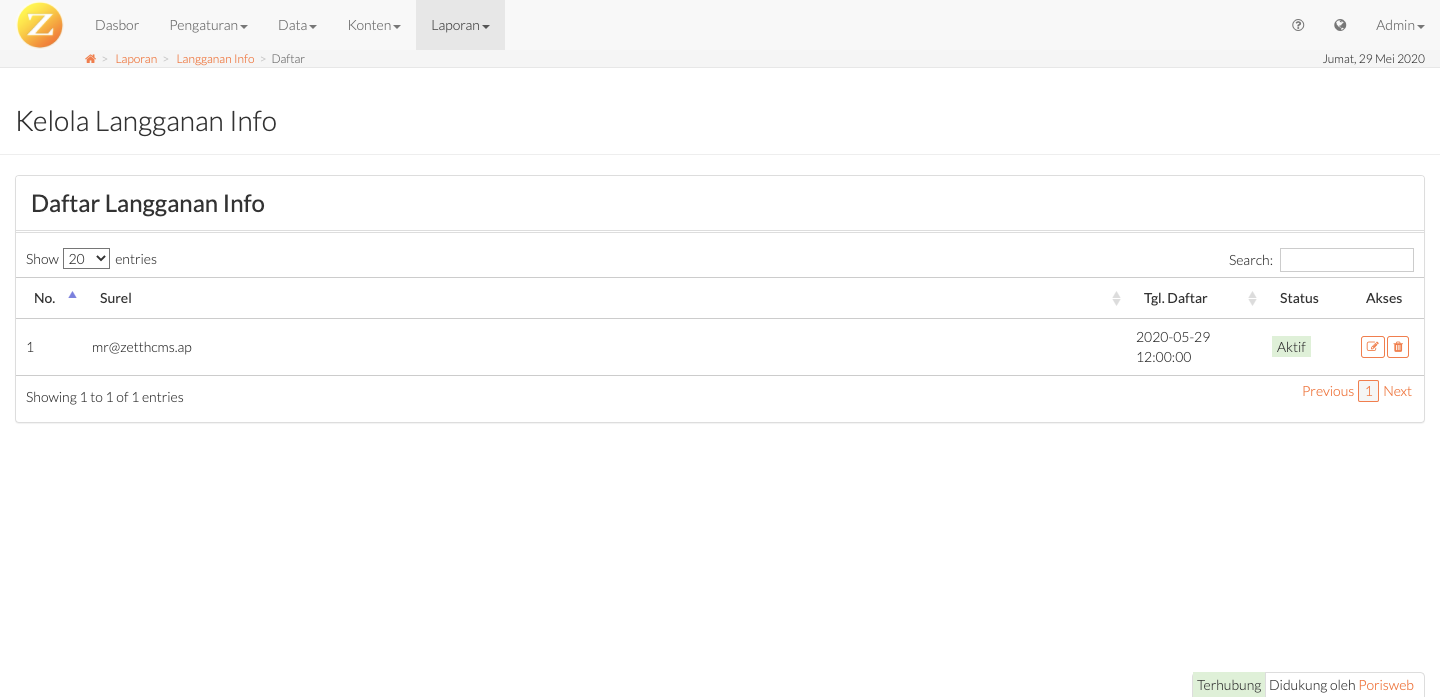 Z Dasbor Pengaturan Data Konten Laporan Admin
> Laporan > Langganan Info > Daftar Jumat, 29 Mei 2020
Kelola Langganan Info
Daftar Langganan Info
Show 20 entries Search:
No. Surel Tgl. Daftar Status Akses
1 mr@zetthcms.ap 2020-05-29 12:00:00 Aktif
Showing 1 to 1 of 1 entries Previous 1 Next
Terhubung Didukung oleh Porisweb